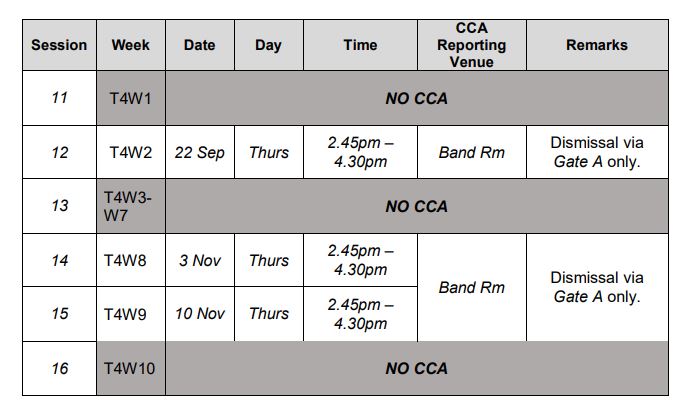 Session Week Date Day Time CCA Reporting Venue Remarks
11 T4W1 NO CCA
12 T4W2 22 Sep Thurs 2.45pm – 4.30pm Band Rm Dismissal via Gate A only.
13 T4W3-W7 NO CCA
14 T4W8 3 Nov Thurs 2.45pm – 4.30pm Band Rm Dismissal via Gate A only.
15 T4W9 10 Nov Thurs 2.45pm – 4.30pm
16 T4W10 NO CCA